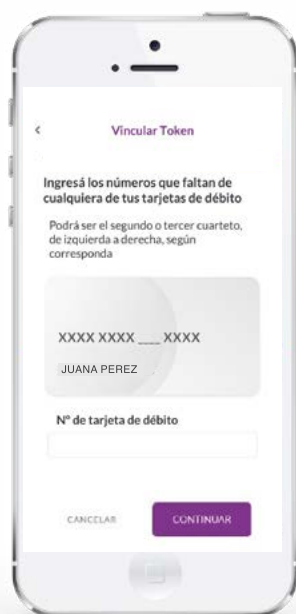 Vincular Token
Ingresá los números que faltan de
cualquiera de tus tarjetas de débito
Podrá ser el segundo o tercer cuarteto,
de izquierda a derecha, según
corresponda
XXXX XXXX ___ XXXX
JUANA PEREZ
Nº de tarjeta de débito
CANCELAR CONTINUAR